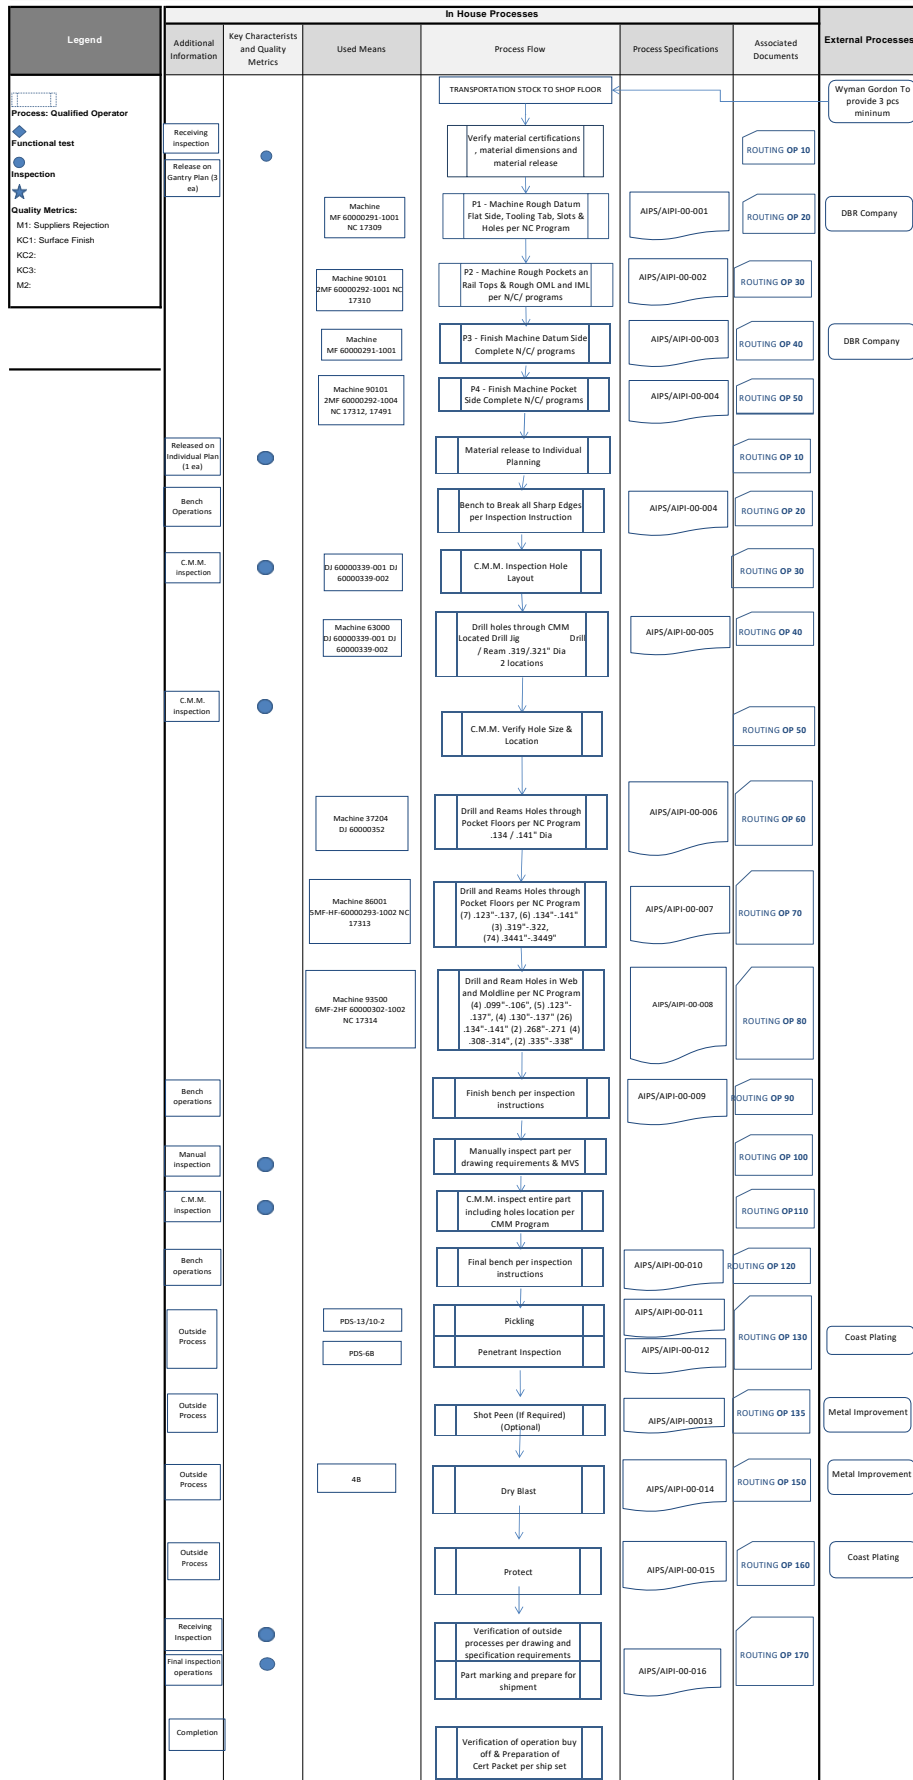 In House Processes
Legend
Additional
Information
Key Characterists
and Quality
Metrics
Used Means
Process Flow
Process Specifications
Associated
Documents
External Processes
Process: Qualified Operator
Functional test
Inspection
Quality Metrics:
M1: Suppliers Rejection
KC1: Surface Finish
KC2:
KC3:
M2:
TRANSPORTATION STOCK TO SHOP FLOOR
Wyman Gordon To
provide 3 pcs
mininum
Receiving
inspection
Release on
Gantry Plan (3
ea)
Verify material certifications
, material dimensions and
material release
ROUTING OP 10
Machine
MF 60000291-1001
NC 17309
P1 - Machine Rough Datum
Flat Side, Tooling Tab, Slots &
Holes per NC Program
AIPS/AIPI-00-001
ROUTING OP 20
DBR Company
Machine 90101
2MF 60000292-1001 NC
17310
P2 - Machine Rough Pockets an
Rail Tops & Rough OML and IML
per N/C/ programs
AIPS/AIPI-00-002
ROUTING OP 30
Machine
MF 60000291-1001
P3 - Finish Machine Datum Side
Complete N/C/ programs
AIPS/AIPI-00-003
ROUTING OP 40
DBR Company
Machine 90101
2MF 60000292-1004
NC 17312, 17491
P4 - Finish Machine Pocket
Side Complete N/C/ programs
AIPS/AIPI-00-004
ROUTING OP 50
Released on
Individual Plan
(1 ea)
Material release to Individual
Planning
ROUTING OP 10
Bench
Operations
Bench to Break all Sharp Edges
per Inspection Instruction
AIPS/AIPI-00-004
ROUTING OP 20
C.M.M.
inspection
DJ 60000339-001 DJ
60000339-002
C.M.M. Inspection Hole
Layout
ROUTING OP 30
Machine 63000
DJ 60000339-001 DJ
60000339-002
Drill holes through CMM
Located Drill Jig Drill
/ Ream .319/.321" Dia
2 locations
AIPS/AIPI-00-005
ROUTING OP 40
C.M.M.
inspection
C.M.M. Verify Hole Size &
Location
ROUTING OP 50
Machine 37204
DJ 60000352
Drill and Reams Holes through
Pocket Floors per NC Program
.134 / .141" Dia
AIPS/AIPI-00-006
ROUTING OP 60
Machine 86001
5MF-HF-60000293-1002 NC
17313
Drill and Reams Holes through
Pocket Floors per NC Program
(7) .123"-.137, (6) .134"-.141"
(3) .319"-.322,
(74) .3441"-.3449"
AIPS/AIPI-00-007
ROUTING OP 70
Machine 93500
6MF-2HF 60000302-1002
NC 17314
Drill and Ream Holes in Web
and Moldline per NC Program
(4) .099"-.106", (5) .123"-
.137", (4) .130"-.137" (26)
.134"-.141" (2) .268"-.271 (4)
.308-.314", (2) .335"-.338"
AIPS/AIPI-00-008
ROUTING OP 80
Bench
operations
Finish bench per inspection
instructions
AIPS/AIPI-00-009
ROUTING OP 90
Manual
inspection
Manually inspect part per
drawing requirements & MVS
ROUTING OP 100
C.M.M.
inspection
C.M.M. inspect entire part
including holes location per
CMM Program
ROUTING OP110
Bench
operations
Final bench per inspection
instructions
AIPS/AIPI-00-010
ROUTING OP 120
Outside
Process
PDS-13/10-2
Pickling
AIPS/AIPI-00-011
ROUTING OP 130
Coast Plating
PDS-6B
Penetrant Inspection
AIPS/AIPI-00-012
Outside
Process
Shot Peen (If Required)
(Optional)
AIPS/AIPI-00013
ROUTING OP 135
Metal Improvement
Outside
Process
4B
Dry Blast
AIPS/AIPI-00-014
ROUTING OP 150
Metal Improvement
Outside
Process
Protect
AIPS/AIPI-00-015
ROUTING OP 160
Coast Plating
Receiving
Inspection
Verification of outside
processes per drawing and
specification requirements
ROUTING OP 170
Final inspection
operations
Part marking and prepare for
shipment
AIPS/AIPI-00-016
Completion
Verification of operation buy
off & Preparation of
Cert Packet per ship set